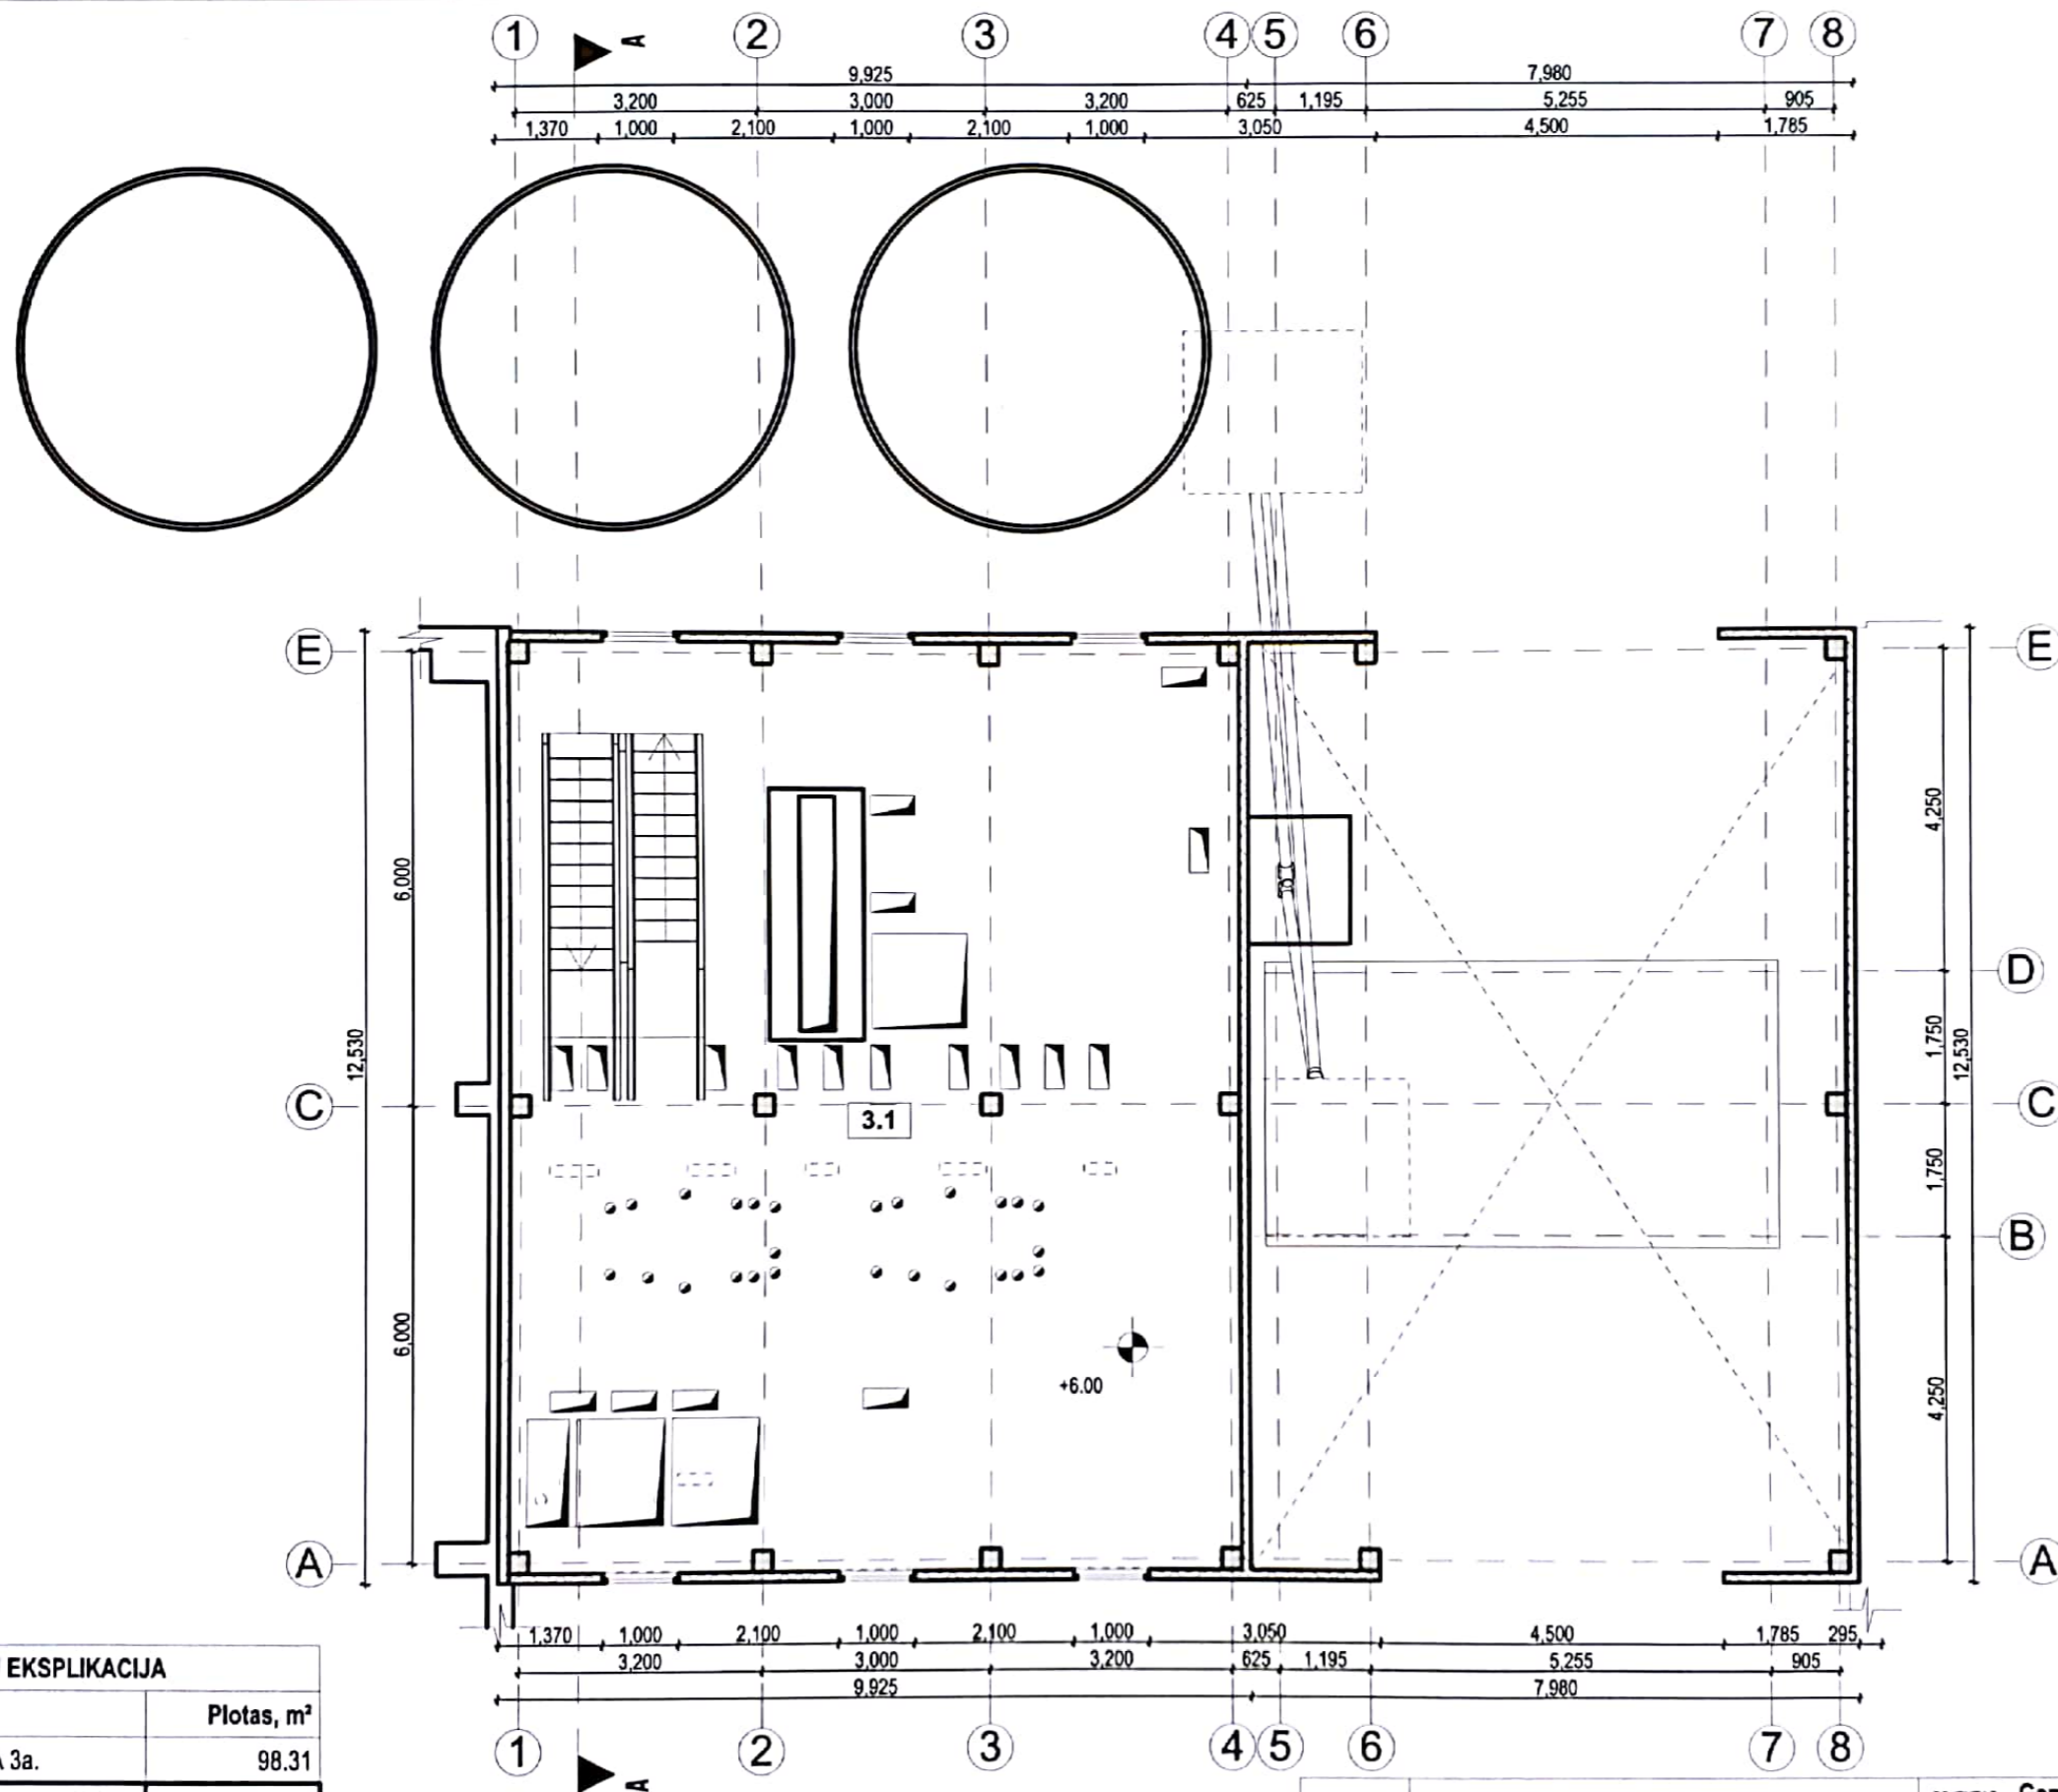 1 A 2 3 4 5 6 7 8
9,925 7,980
3,200 3,000 3,200 625 1,195 5,255 905
1,370 1,000 2,100 1,000 2,100 1,000 3,050 4,500 1,785
E E
4,250
6,000
D
12,530 1,750 12,530
C C
3.1
1,750
B
6,000
+6.00
4,250
A A
1,370 1,000 2,100 1,000 2,100 1,000 3,050 4,500 1,785 295
3,200 3,000 3,200 625 1,195 5,255 905
9,925 7,980
EKSPLIKACIJA
Plotas, m²
3a. 98.31
1 2 3 4 5 6 7 8
A